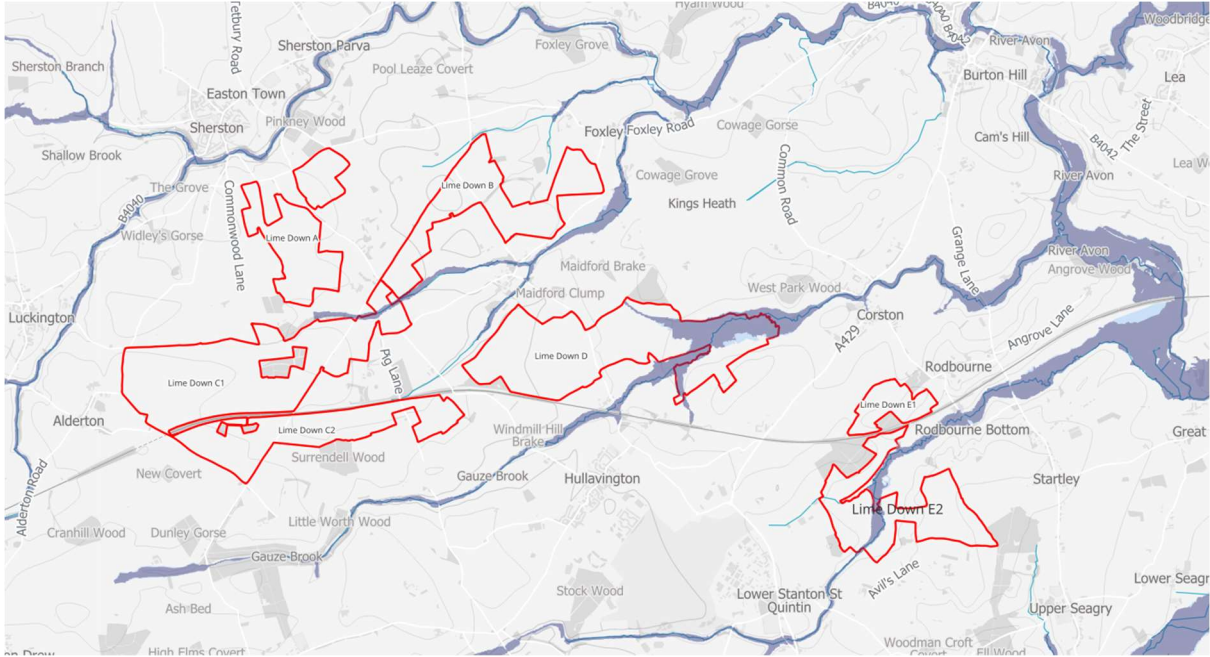 Hyam Wood
B4040
B4042
Woodbridge
Tetbury Road
Sherston Parva
Foxley Grove
River Avon
Sherston Branch
Pool Leaze Covert
Burton Hill
Lea
Easton Town
Pinkney Wood
Sherston
Foxley
Foxley Road
Cowage Gorse
Cam's Hill
B4042
The Street
Shallow Brook
Lea W
The Grove
Lime Down B
Cowage Grove
River Avon
Common Road
Kings Heath
B4040
Commonwood Lane
Widley's Gorse
Lime Down A
Grange Lane
River Avon
Maidford Brake
Angrove Wood
West Park Wood
Maidford Clump
Luckington
Corston
Angrove Lane
A429
Pig Lane
Lime Down D
Rodbourne
Lime Down C1
Lime Down E1
Alderton
Windmill Hill
Brake
Lime Down C2
Rodbourne Bottom
Great
Surrendell Wood
New Covert
Gauze Brook
Hullavington
Startley
Alderton Road
Little Worth Wood
Lime Down E2
Cranhill Wood
Dunley Gorse
Gauze Brook
Avil's Lane
Stock Wood
Lower Stanton St
Quintin
Lower Seagr
Ash Bed
Upper Seagry
High Elms Covert
Woodman Croft
Covert